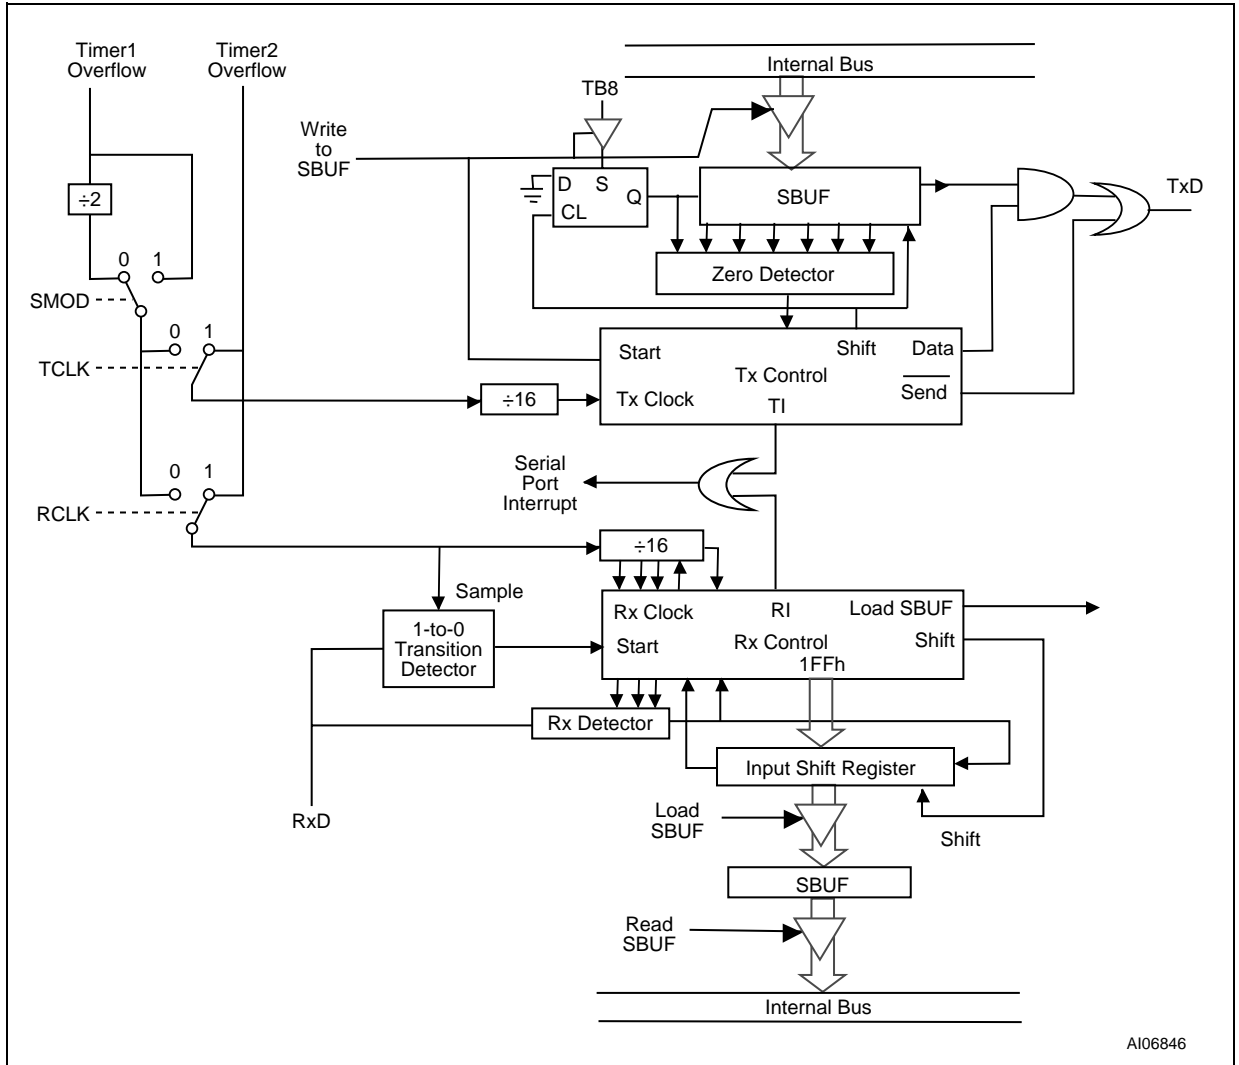 Timer1
Overflow
Timer2
Overflow
Internal Bus
TB8
Write
to
SBUF
D S
Q
CL
SBUF
TxD
÷2
Zero Detector
0 1
SMOD
0 1
TCLK
Start
Shift
Data
Tx Control
Send
÷16
Tx Clock
TI
Serial
Port
Interrupt
0 1
RCLK
÷16
Sample
Rx Clock
RI
Load SBUF
1-to-0
Transition
Detector
Start
Rx Control
Shift
1FFh
Rx Detector
Input Shift Register
RxD
Load
SBUF
Shift
SBUF
Read
SBUF
Internal Bus
AI06846